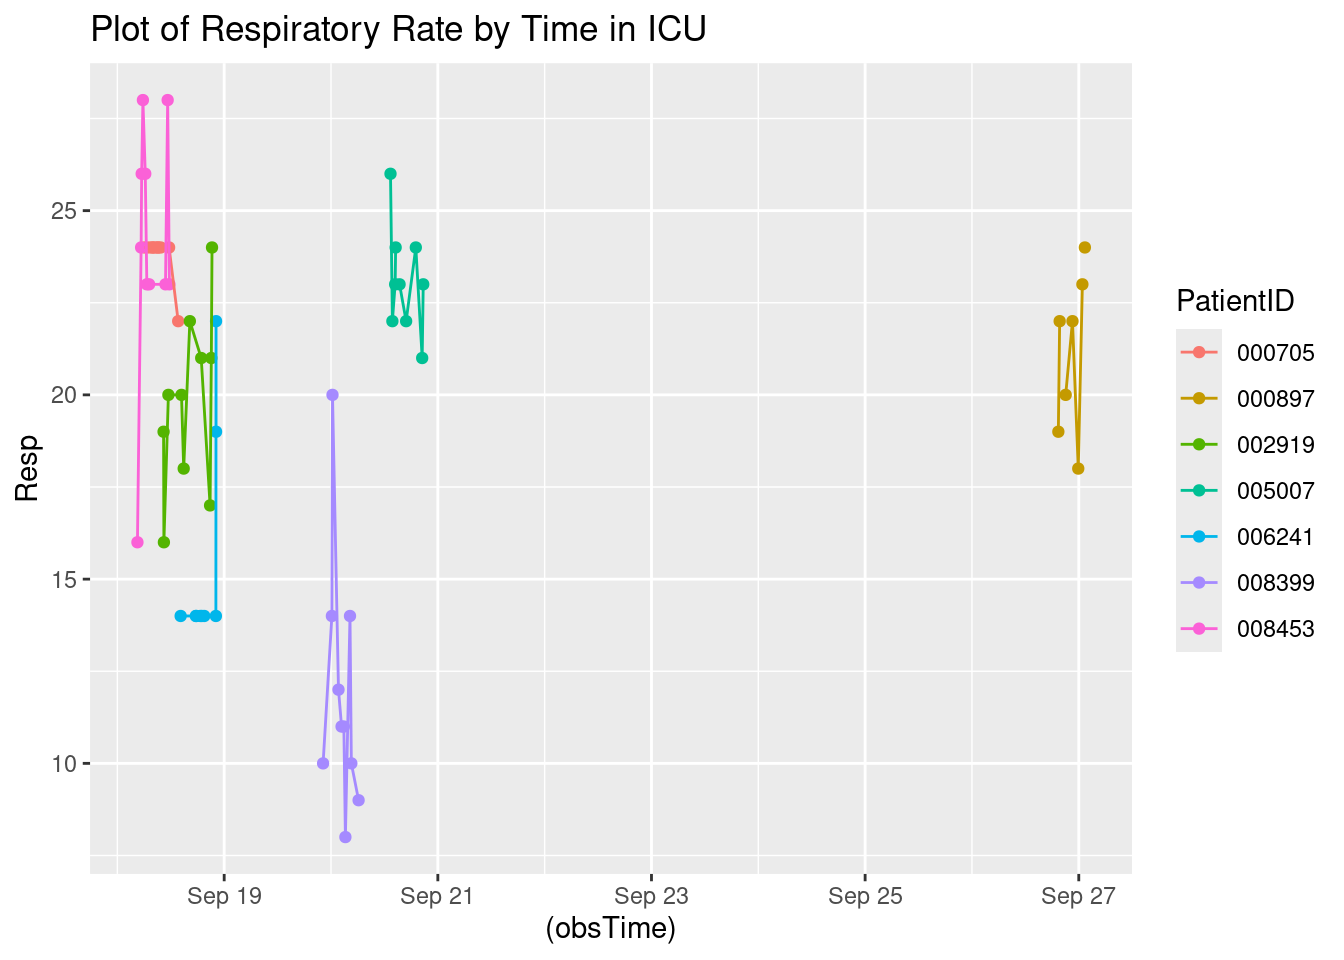 Plot of Respiratory Rate by Time in ICU
25
20
15
10
Resp
Sep 19
Sep 21
Sep 23
Sep 25
Sep 27
(obsTime)
PatientID
000705
000897
002919
005007
006241
008399
008453